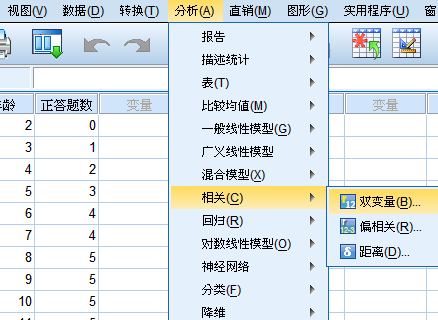 视图(V) 数据(D) 转换(T) 分析(A) 直销(M) 图形(G) 实用程序(U) 窗
年龄 正答题数 变量 变量
2 0
3 1
4 2
5 3
6 4
7 4
8 5
9 5
10 5
11 5
报告
描述统计
表(T)
比较均值(M)
一般线性模型(G)
广义线性模型
混合模型(X)
相关(C)
回归(R)
对数线性模型(O)
神经网络
分类(F)
降维
双变量(B)...
偏相关(R)...
距离(D)...